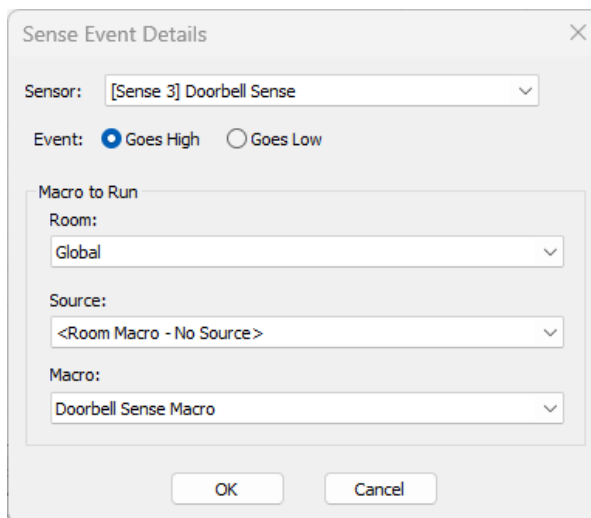 Sense Event Details
Sensor: [Sense 3] Doorbell Sense
Event: Goes High Goes Low
Macro to Run
Room:
Global
Source:
<Room Macro - No Source>
Macro:
Doorbell Sense Macro
OK Cancel